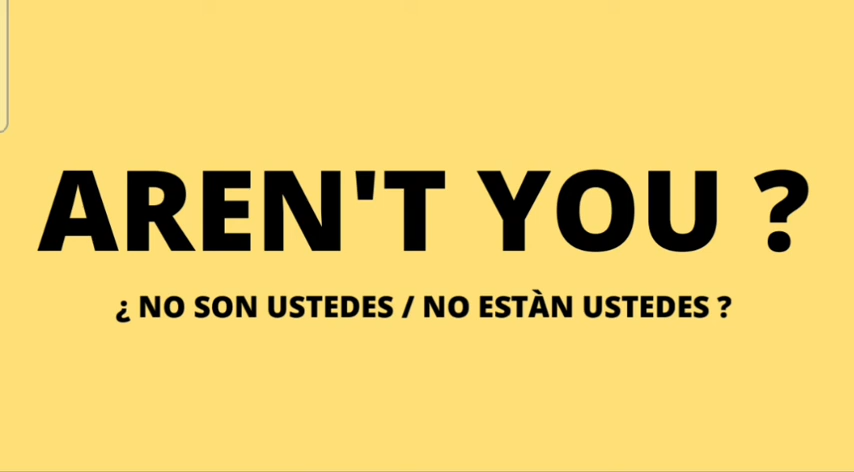 AREN'T YOU ?
¿ NO SON USTEDES / NO ESTÀN USTEDES ?